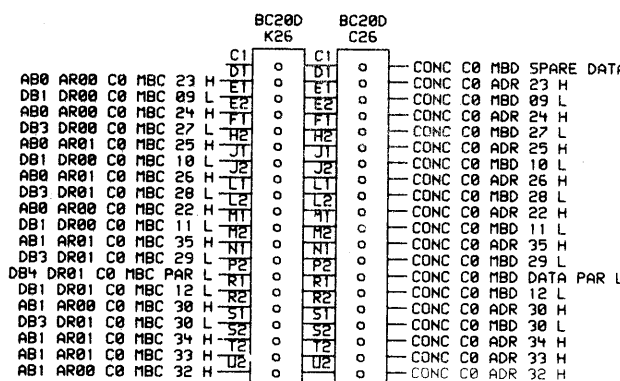 BC20D BC20D
K26 C26
C1 C1 CONC C0 MBD SPARE DATA
AB0 AR00 C0 MBC 23 H D1 D1 CONC C0 ADR 23 H
DB1 DR00 C0 MBC 09 L E1 E1 CONC C0 MBD 09 L
AB0 AR00 C0 MBC 24 H E2 E2 CONC C0 ADR 24 H
DB3 DR00 C0 MBC 27 L F1 F1 CONC C0 MBD 27 L
AB0 AR01 C0 MBC 25 H H2 H2 CONC C0 ADR 25 H
DB1 DR00 C0 MBC 10 L J1 J1 CONC C0 MBD 10 L
AB0 AR01 C0 MBC 26 H J2 J2 CONC C0 ADR 26 H
DB3 DR01 C0 MBC 28 L L1 L1 CONC C0 MBD 28 L
AB0 AR00 C0 MBC 22 H L2 L2 CONC C0 ADR 22 H
DB1 DR00 C0 MBC 11 L M1 M1 CONC C0 MBD 11 L
AB1 AR01 C0 MBC 35 H M2 M2 CONC C0 ADR 35 H
DB3 DR01 C0 MBC 29 L N1 N1 CONC C0 MBD 29 L
DB4 DR01 C0 MBC PAR L P2 P2 CONC C0 MBD DATA PAR L
DB1 DR01 C0 MBC 12 L R1 R1 CONC C0 MBD 12 L
AB1 AR00 C0 MBC 30 H R2 R2 CONC C0 ADR 30 H
DB3 DR01 C0 MBC 30 L S1 S1 CONC C0 MBD 30 L
AB1 AR01 C0 MBC 34 H S2 S2 CONC C0 ADR 34 H
AB1 AR01 C0 MBC 33 H T2 T2 CONC C0 ADR 33 H
AB1 AR00 C0 MBC 32 H U2 U2 CONC C0 ADR 32 H